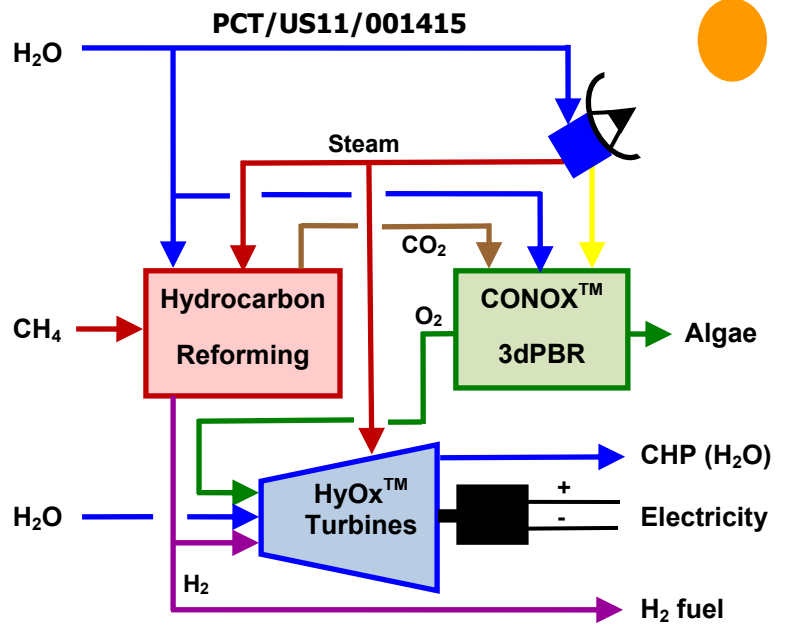 PCT/US11/001415
H₂O
Steam
CO₂
Hydrocarbon
Reforming
CONOX™
3dPBR
CH₄
O₂
Algae
HyOx™
Turbines
CHP (H₂O)
+
-
Electricity
H₂O
H₂
H₂ fuel